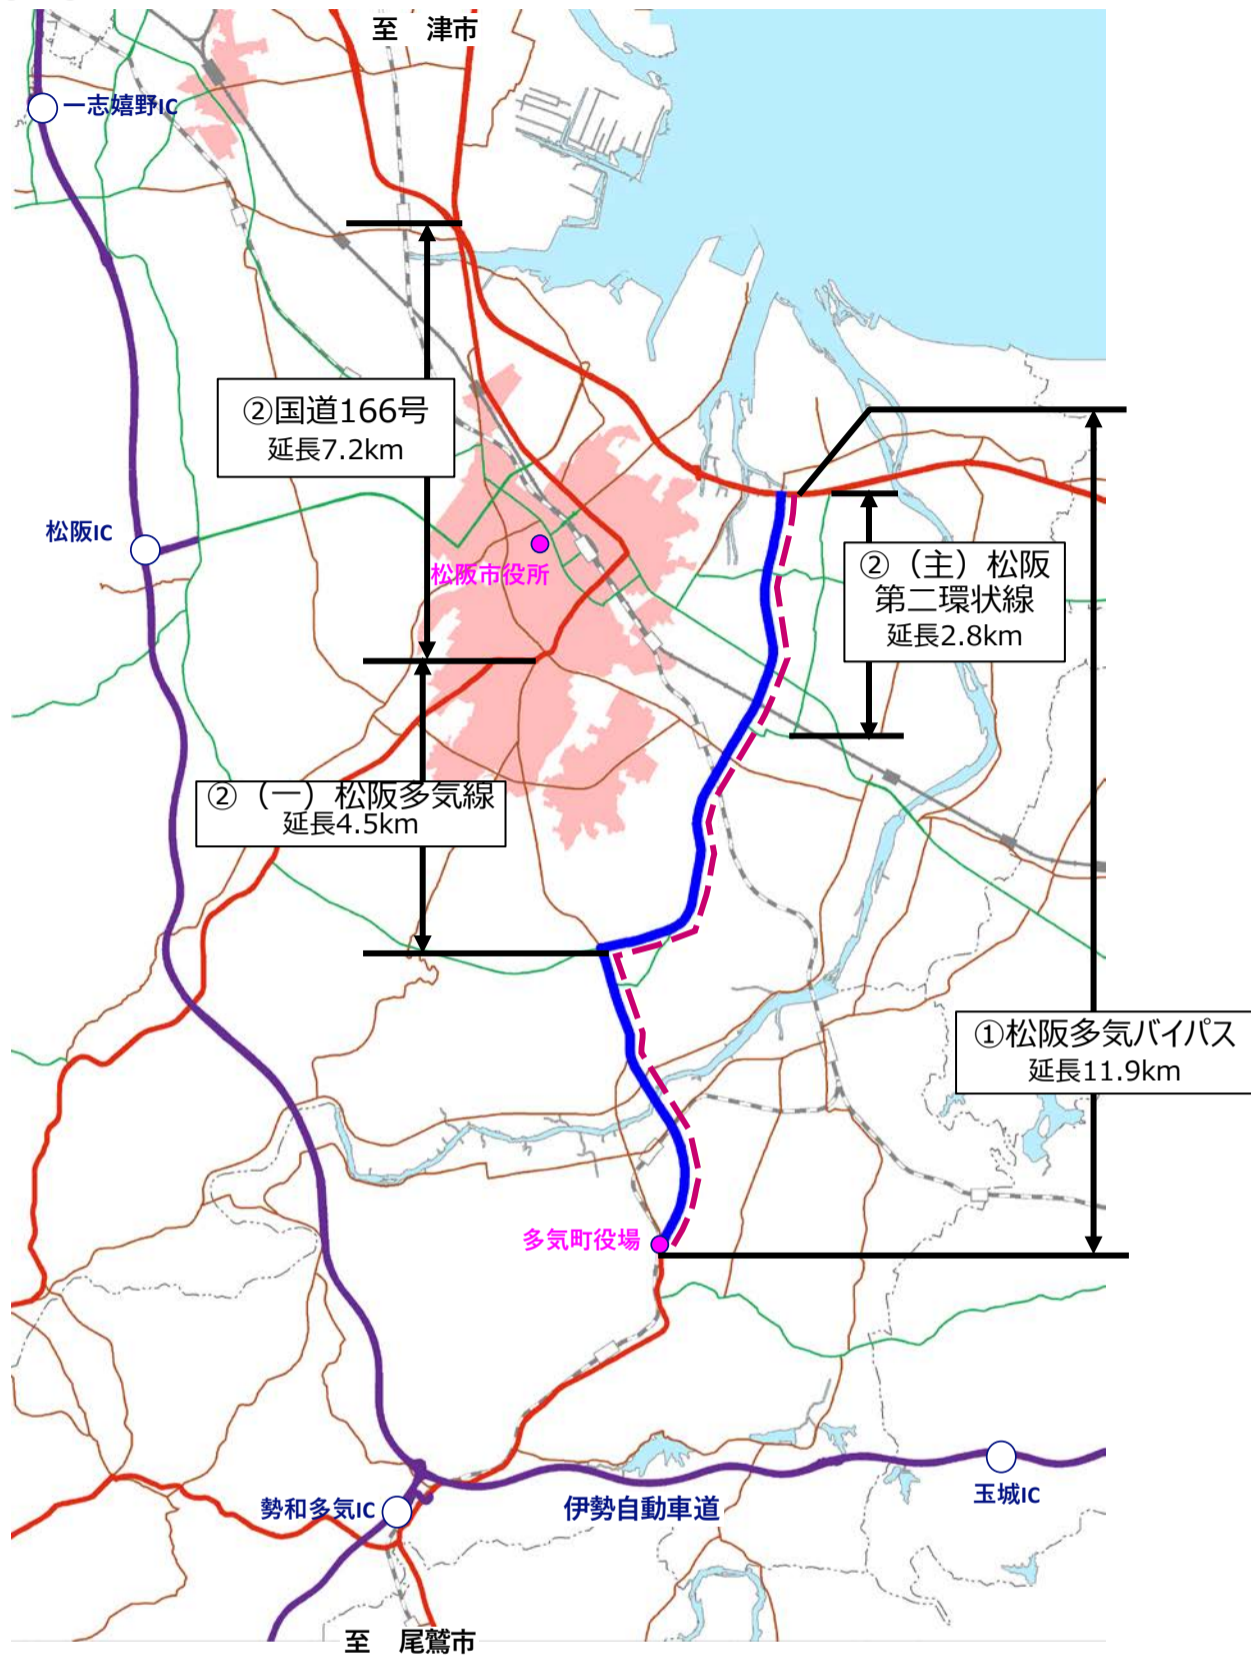 至　津市
一志嬉野IC
②国道166号
延長7.2km
松阪IC
松阪市役所
②（主）松阪
第二環状線
延長2.8km
②（一）松阪多気線
延長4.5km
①松阪多気バイパス
延長11.9km
多気町役場
勢和多気IC
伊勢自動車道
玉城IC
至　尾鷲市